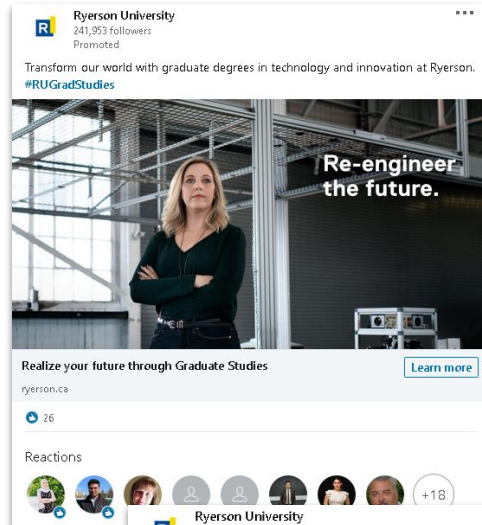 Ryerson University
241,953 followers
Promoted
Transform our world with graduate degrees in technology and innovation at Ryerson.
#RUGradStudies
Re-engineer
the future.
Realize your future through Graduate Studies
Learn more
ryerson.ca
26
Reactions
+18
Ryerson University